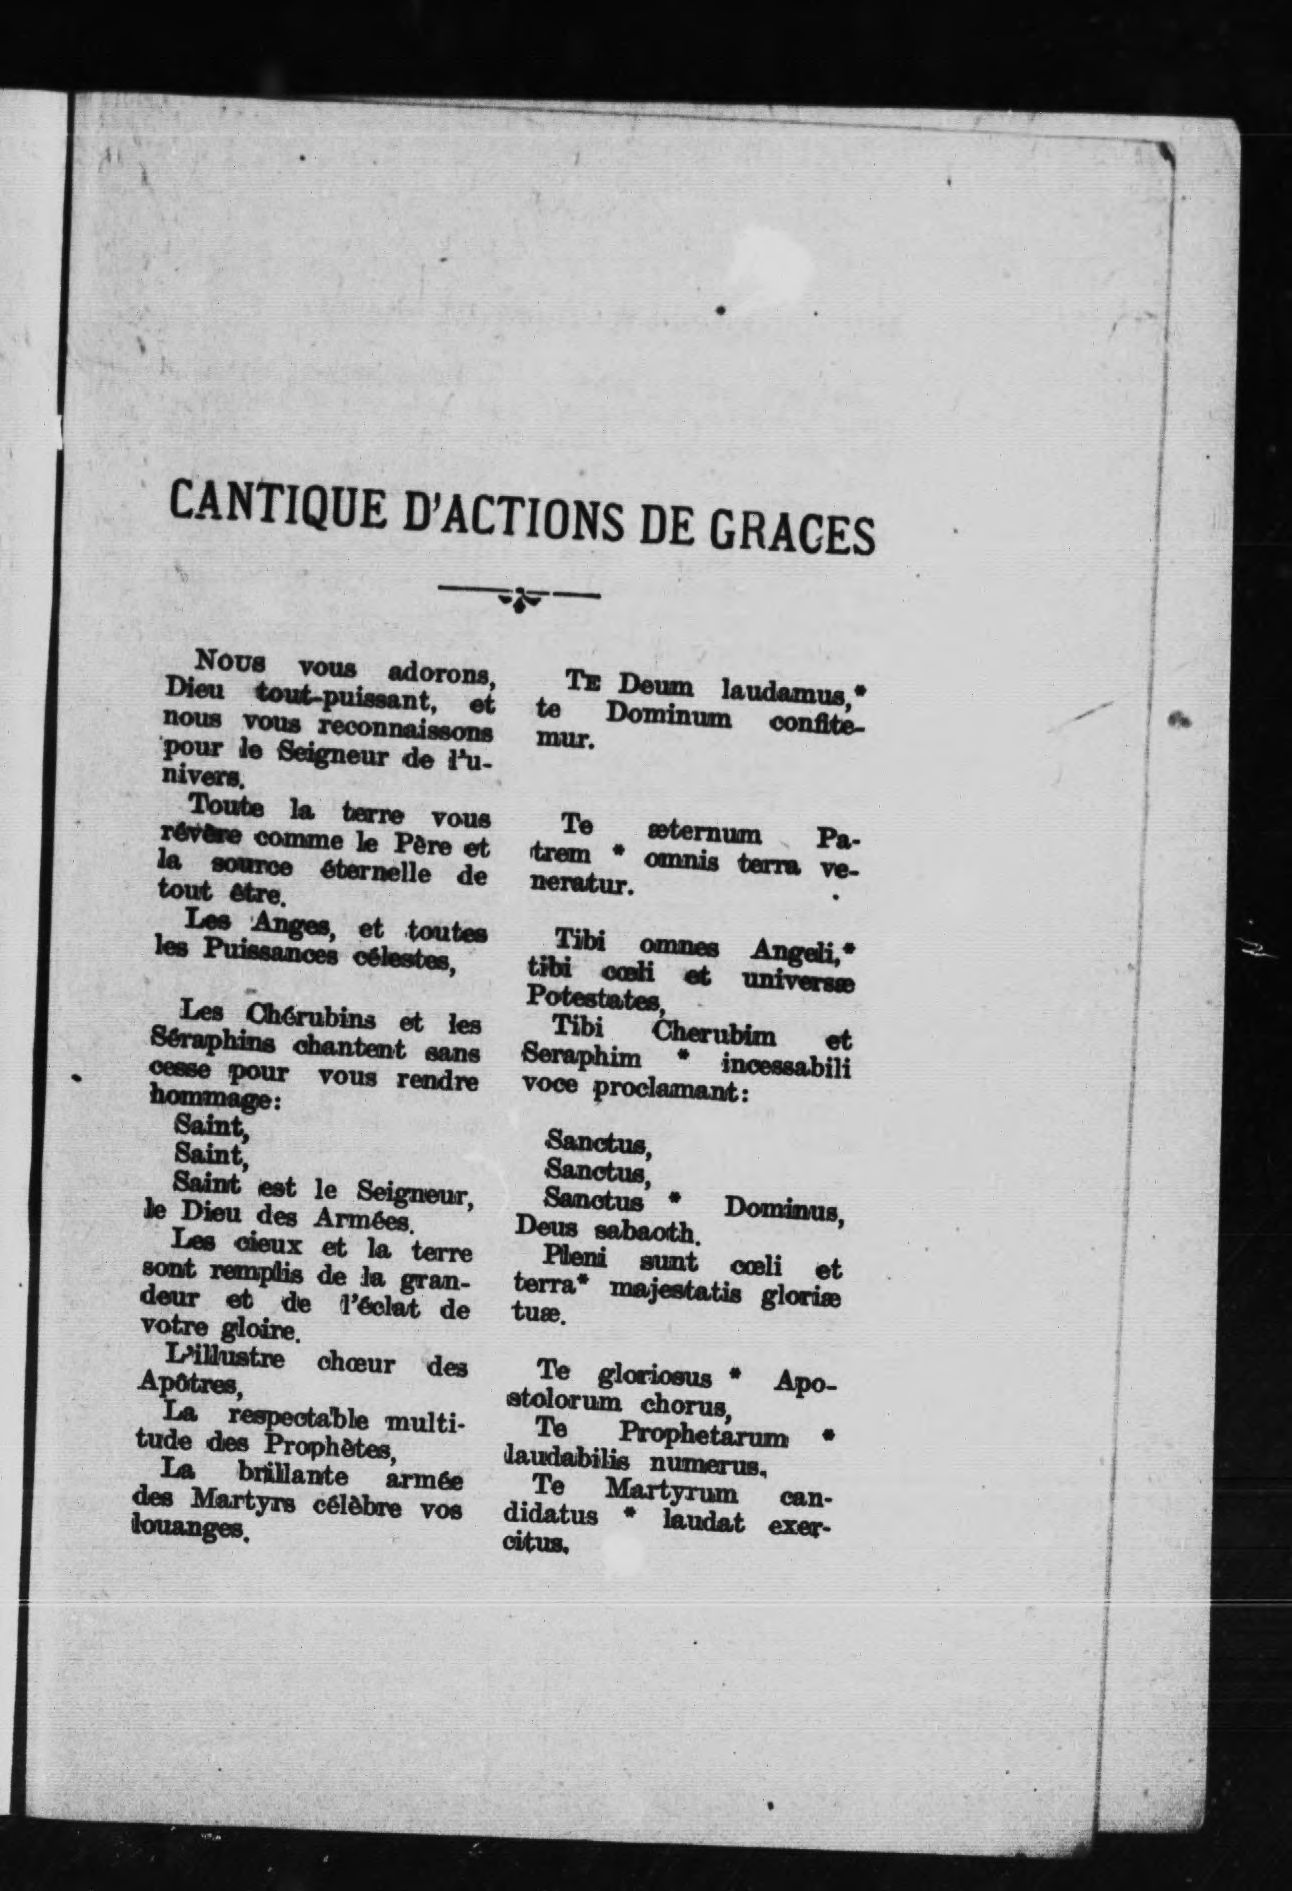 CANTIQUE D'ACTIONS DE GRACES
Nous vous adorons,
Dieu tout-puissant, et
nous vous reconnaissons
pour le Seigneur de l'u-
nivers.
Toute la terre vous
révère comme le Père et
la source éternelle de
tout être.
Les Anges, et toutes
les Puissances célestes,
Les Chérubins et les
Séraphins chantent sans
cesse pour vous rendre
hommage:
Saint,
Saint,
Saint est le Seigneur,
le Dieu des Armées.
Les cieux et la terre
sont remplis de la gran-
deur et de l'éclat de
votre gloire.
L'illustre chœur des
Apôtres,
La respectable multi-
tude des Prophètes,
La brillante armée
des Martyrs célèbre vos
louanges.
TE Deum laudamus,*
te Dominum confite-
mur.
Te æternum Pa-
trem * omnis terra ve-
neratur.
Tibi omnes Angeli,*
tibi cœli et universæ
Potestates,
Tibi Cherubim et
Seraphim * incessabili
voce proclamant:
Sanctus,
Sanctus,
Sanctus * Dominus,
Deus sabaoth.
Pleni sunt cœli et
terra* majestatis gloriæ
tuæ.
Te gloriosus * Apo-
stolorum chorus,
Te Prophetarum *
laudabilis numerus,
Te Martyrum can-
didatus * laudat exer-
citus.